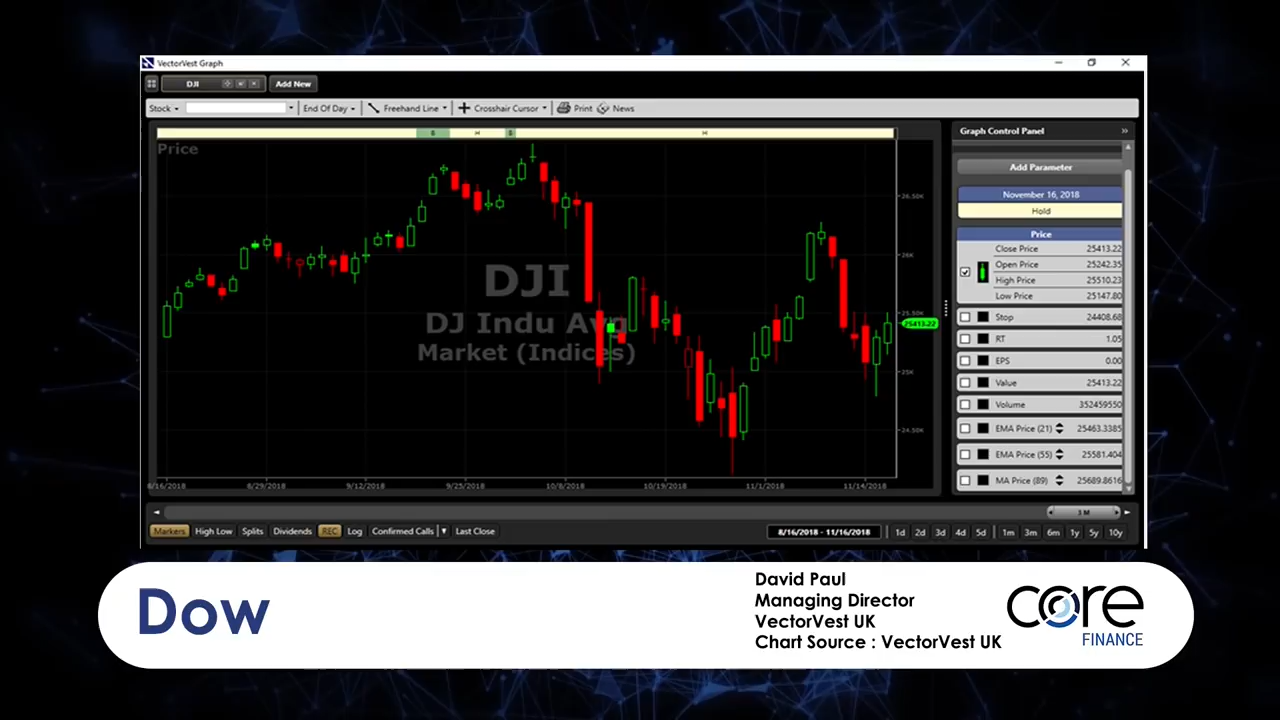 VectorVest Graph
DJI
Add New
Stock
End Of Day
Freehand Line
Crosshair Cursor
Print
News
B
H
B
H
Price
DJI
DJ Indu Avg
Market (Indices)
26.50K
26K
25.50K
25413.22
25K
24.50K
8/16/2018
8/29/2018
9/12/2018
9/25/2018
10/8/2018
10/19/2018
11/1/2018
11/14/2018
Graph Control Panel
Add Parameter
November 16, 2018
Hold
Price
Close Price 25413.22
Open Price 25242.35
High Price 25510.23
Low Price 25147.80
Stop 24408.68
RT 1.05
EPS 0.00
Value 25413.22
Volume 352459550
EMA Price (21) 25463.3385
EMA Price (55) 25581.404
MA Price (89) 25689.8616
3 M
Markers High Low Splits Dividends REC Log Confirmed Calls Last Close
8/16/2018 - 11/16/2018 1d 2d 3d 4d 5d 1m 3m 6m 1y 5y 10y
Dow
David Paul
Managing Director
VectorVest UK
Chart Source : VectorVest UK
core
FINANCE